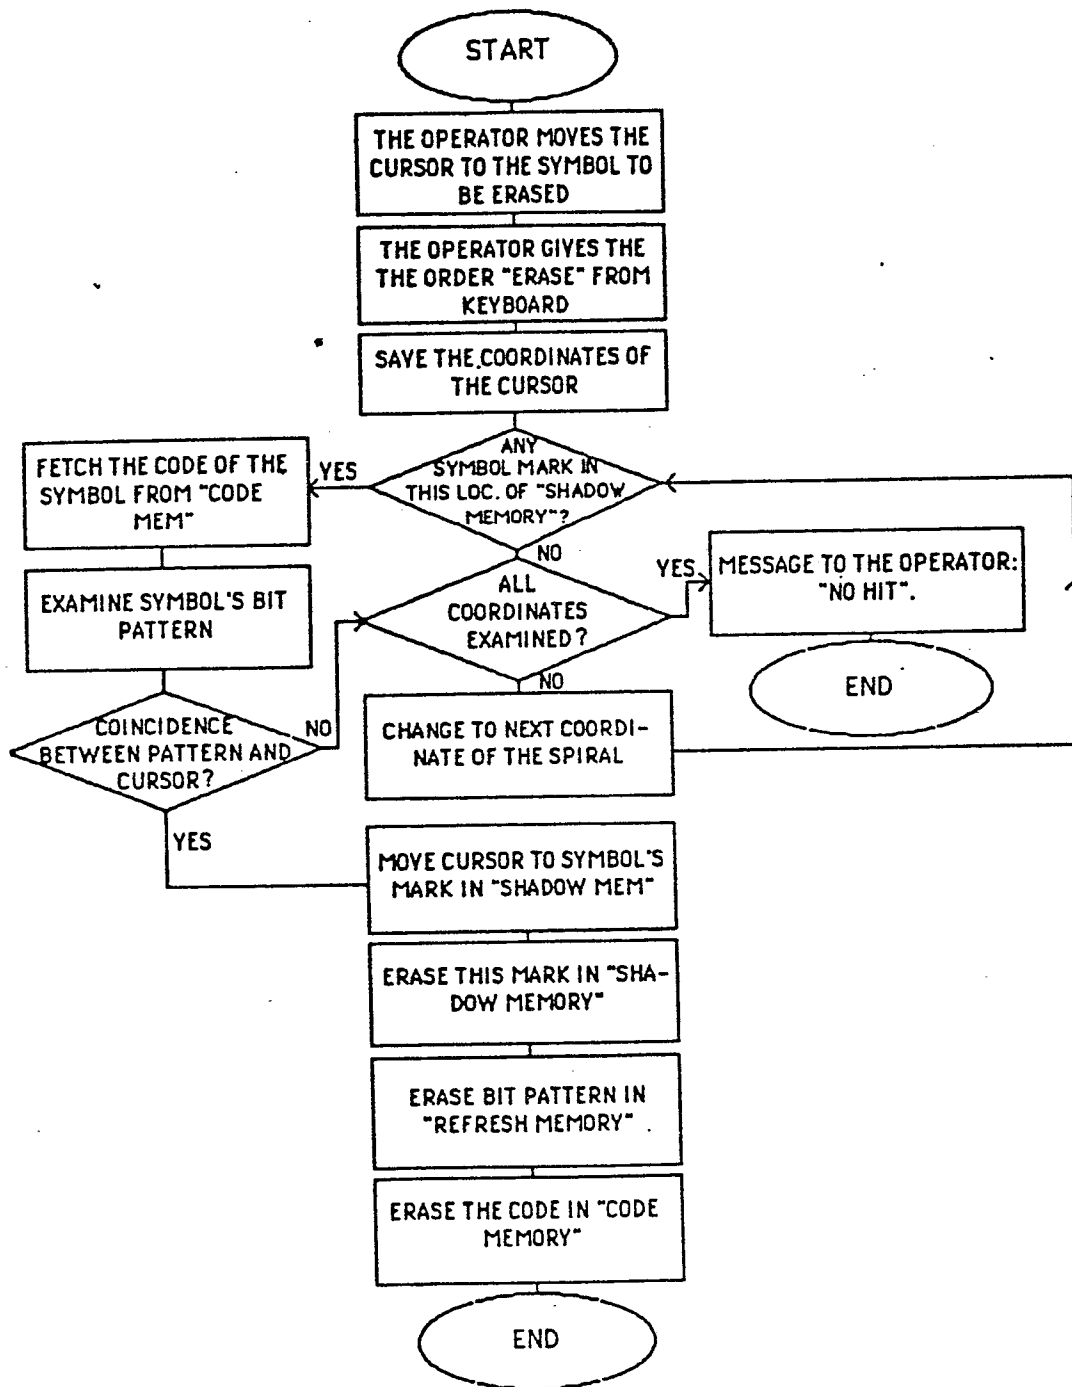 START
THE OPERATOR MOVES THE
CURSOR TO THE SYMBOL TO
BE ERASED
THE OPERATOR GIVES THE
THE ORDER "ERASE" FROM
KEYBOARD
SAVE THE COORDINATES OF
THE CURSOR
ANY
SYMBOL MARK IN
THIS LOC. OF "SHADOW
MEMORY"?
YES
FETCH THE CODE OF THE
SYMBOL FROM "CODE
MEM"
NO
EXAMINE SYMBOL'S BIT
PATTERN
ALL
COORDINATES
EXAMINED?
YES
MESSAGE TO THE OPERATOR:
"NO HIT".
END
NO
COINCIDENCE
BETWEEN PATTERN AND
CURSOR?
NO
CHANGE TO NEXT COORDI-
NATE OF THE SPIRAL
YES
MOVE CURSOR TO SYMBOL'S
MARK IN "SHADOW MEM"
ERASE THIS MARK IN "SHA-
DOW MEMORY"
ERASE BIT PATTERN IN
"REFRESH MEMORY"
ERASE THE CODE IN "CODE
MEMORY"
END